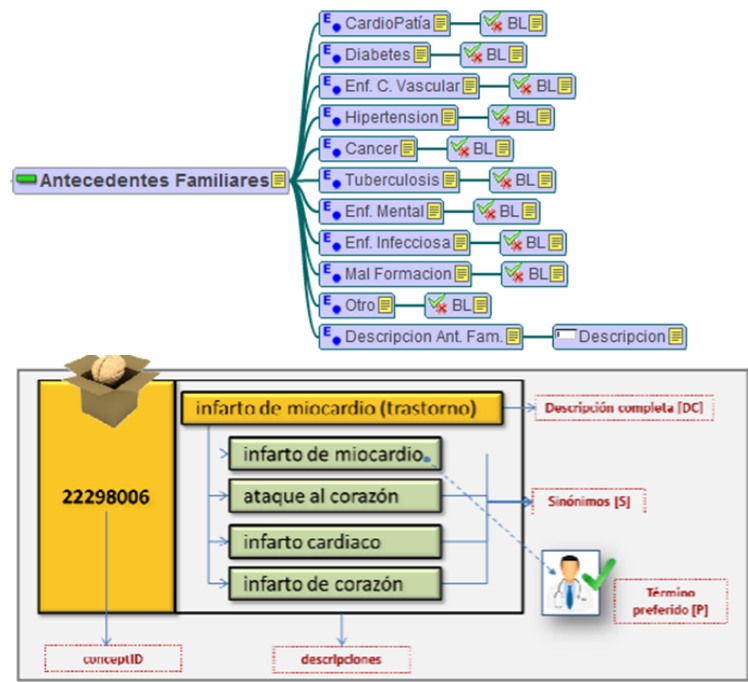 CardioPatía BL
Diabetes BL
Enf. C. Vascular BL
Hipertension BL
Cancer BL
Antecedentes Familiares
Tuberculosis BL
Enf. Mental BL
Enf. Infecciosa BL
Mal Formacion BL
Otro BL
Descripcion Ant. Fam. Descripcion
infarto de miocardio (trastorno)
Descripción completa [DC]
infarto de miocardio
22298006
ataque al corazón
Sinónimos [S]
infarto cardiaco
infarto de corazón
Término
preferido [P]
conceptID
descripciones